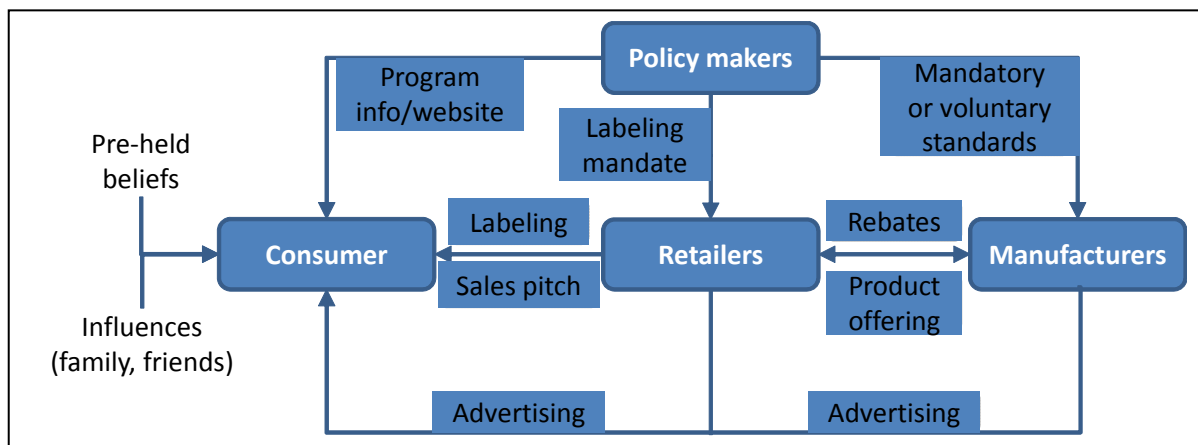 Policy makers
Program
info/website
Mandatory
or voluntary
standards
Labeling
mandate
Pre-held
beliefs
Labeling
Rebates
Consumer
Retailers
Manufacturers
Sales pitch
Product
offering
Influences
(family, friends)
Advertising
Advertising